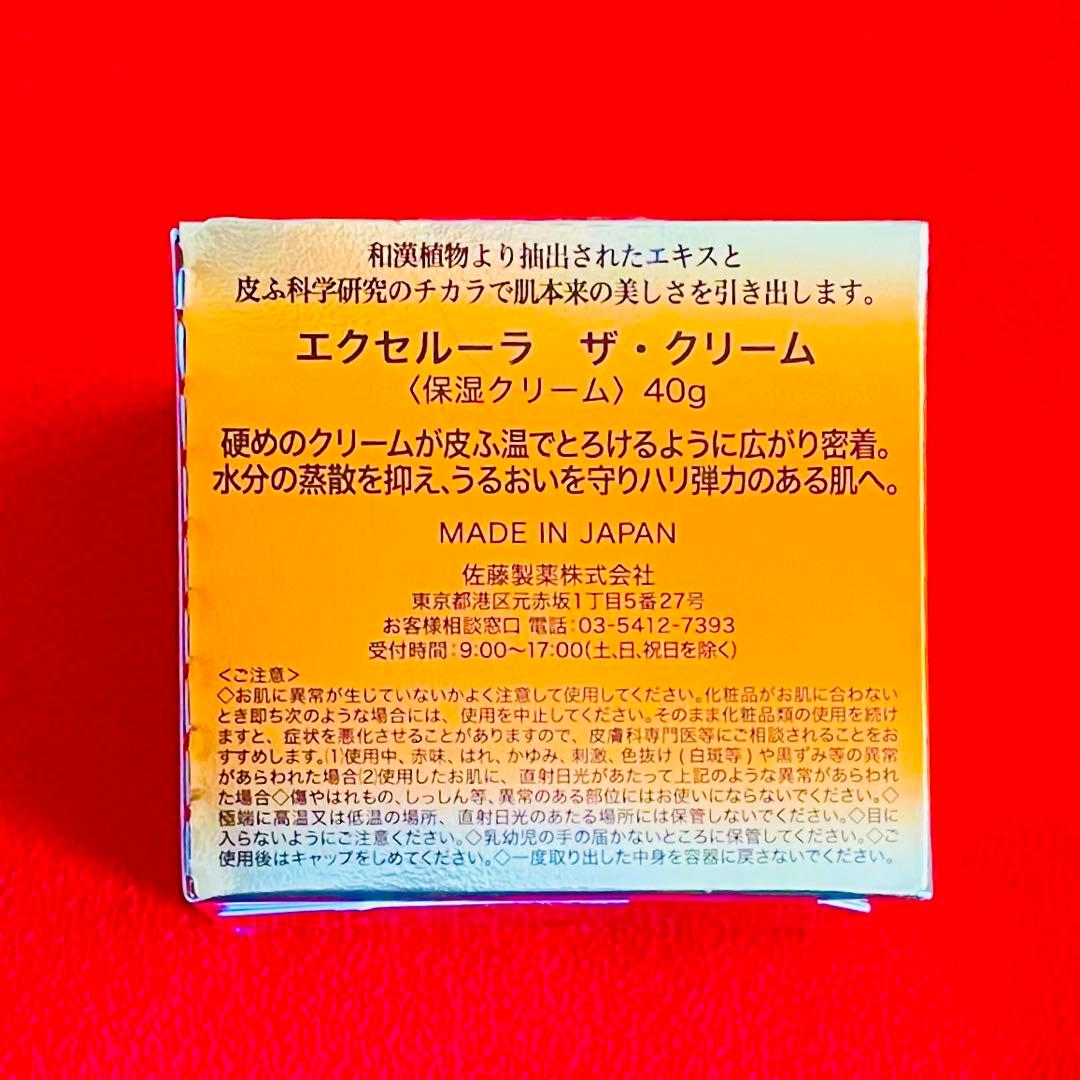 和漢植物より抽出されたエキスと
皮ふ科学研究のチカラで肌本来の美しさを引き出します。
エクセルーラ　ザ・クリーム
〈保湿クリーム〉40g
硬めのクリームが皮ふ温でとろけるように広がり密着。
水分の蒸散を抑え、うるおいを守りハリ弾力のある肌へ。
MADE IN JAPAN
佐藤製薬株式会社
東京都港区元赤坂1丁目5番27号
お客様相談窓口 電話:03-5412-7393
受付時間:9:00〜17:00(土、日、祝日を除く)
<ご注意>
◇お肌に異常が生じていないかよく注意して使用してください。化粧品がお肌に合わない
とき即ち次のような場合には、使用を中止してください。そのまま化粧品類の使用を続け
ますと、症状を悪化させることがありますので、皮膚科専門医等にご相談されることをお
すすめします。⑴使用中、赤味、はれ、かゆみ、刺激、色抜け(白斑等)や黒ずみ等の異常
があらわれた場合⑵使用したお肌に、直射日光があたって上記のような異常があらわれ
た場合◇傷やはれもの、しっしん等、異常のある部位にはお使いにならないでください。◇
極端に高温又は低温の場所、直射日光のあたる場所には保管しないでください。◇目に
入らないようにご注意ください。◇乳幼児の手の届かないところに保管してください。◇ご
使用後はキャップをしめてください。◇一度取り出した中身を容器に戻さないでください。